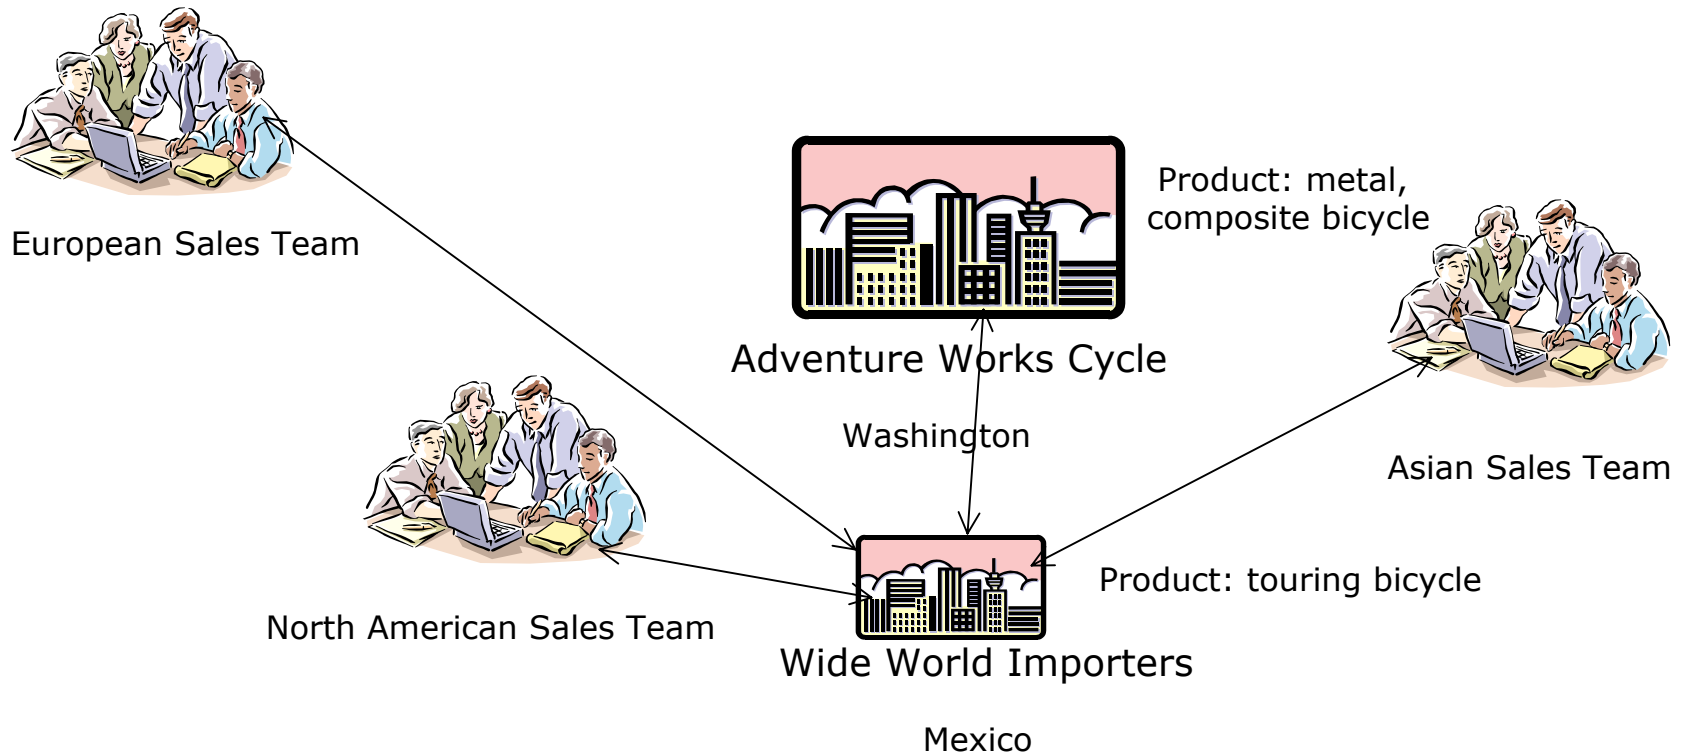 Product: metal,
composite bicycle
European Sales Team
Adventure Works Cycle
Washington
Asian Sales Team
Product: touring bicycle
North American Sales Team
Wide World Importers
Mexico